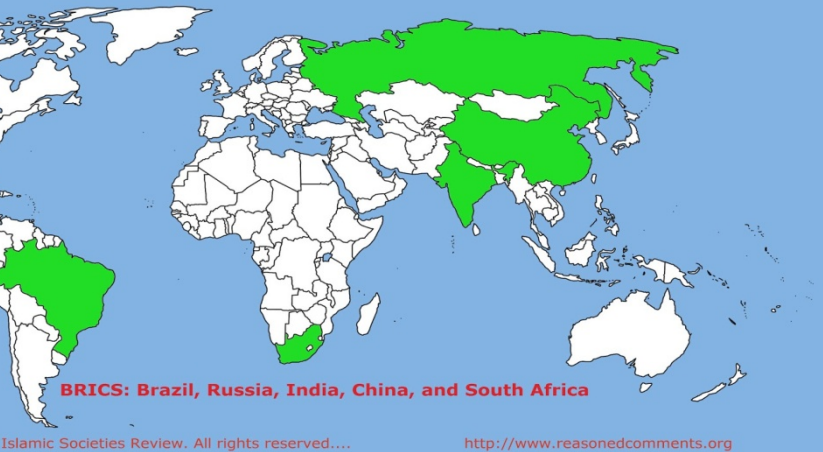 BRICS: Brazil, Russia, India, China, and South Africa
Islamic Societies Review. All rights reserved.... http://www.reasonedcomments.org